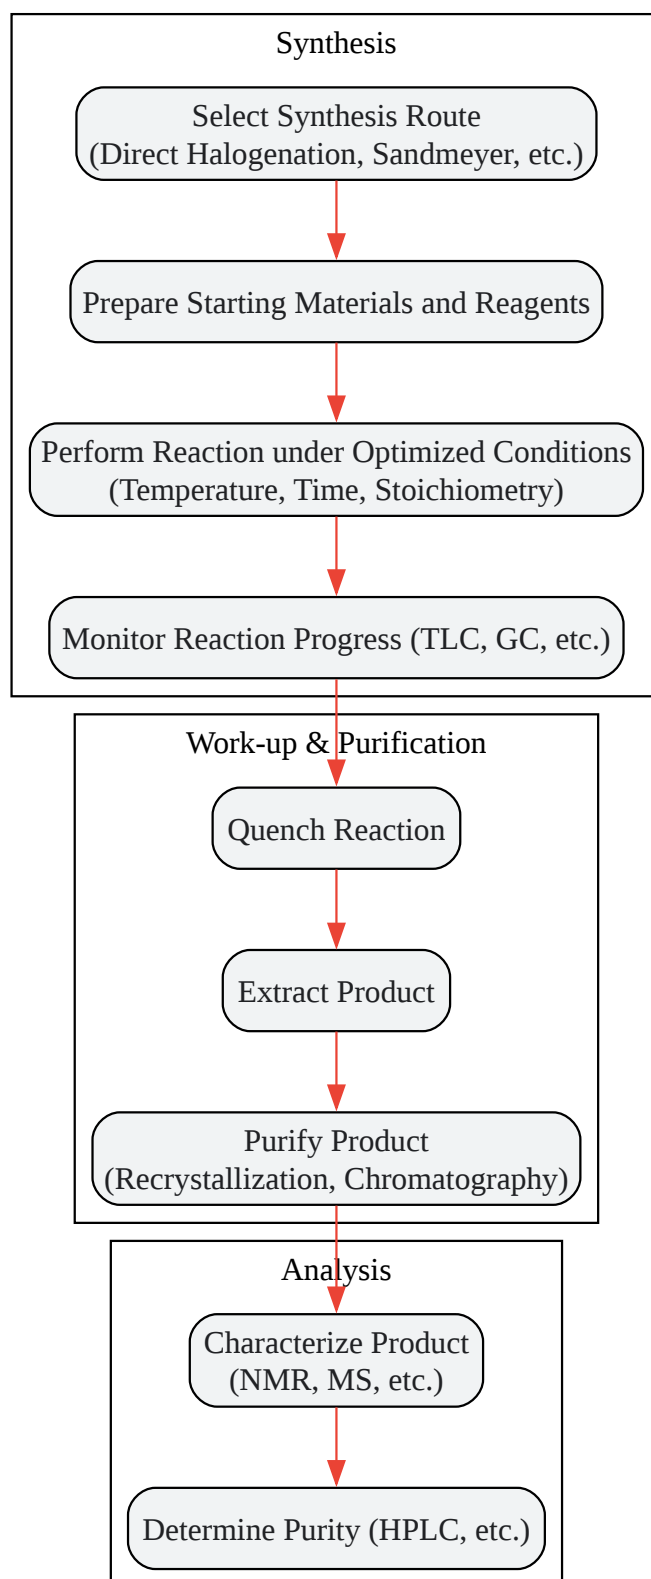 Synthesis
Select Synthesis Route
(Direct Halogenation, Sandmeyer, etc.)
Prepare Starting Materials and Reagents
Perform Reaction under Optimized Conditions
(Temperature, Time, Stoichiometry)
Monitor Reaction Progress (TLC, GC, etc.)
Work-up & Purification
Quench Reaction
Extract Product
Purify Product
(Recrystallization, Chromatography)
Analysis
Characterize Product
(NMR, MS, etc.)
Determine Purity (HPLC, etc.)